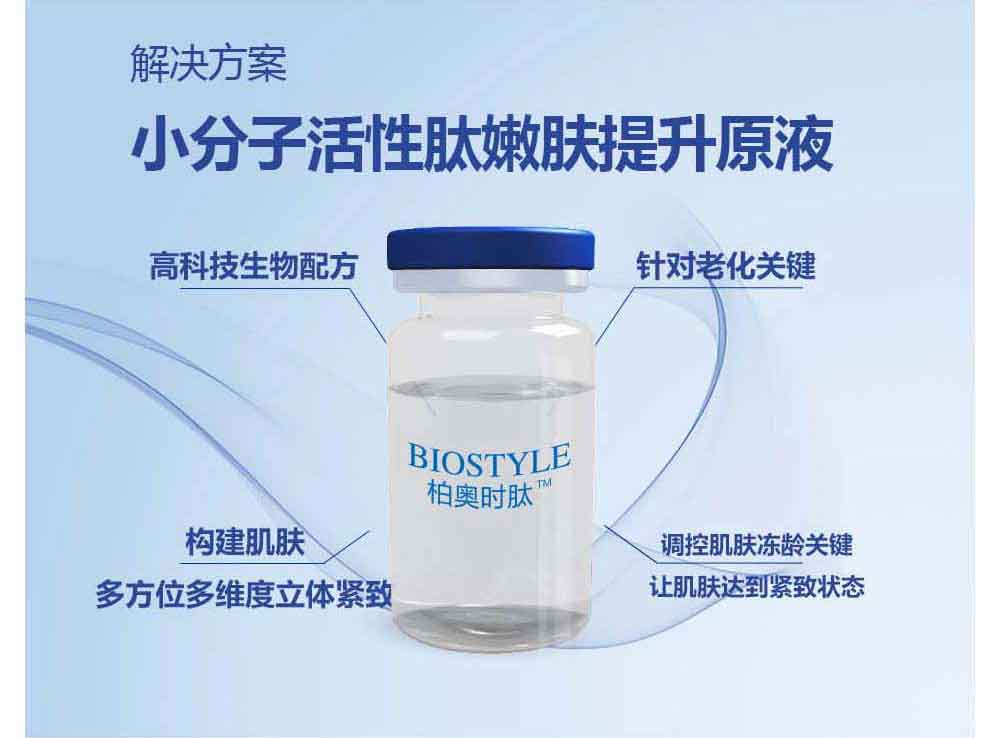 解决方案
小分子活性肽嫩肤提升原液
高科技生物配方
针对老化关键
BIOSTYLE
柏奥时肽™
构建肌肤
多方位多维度立体紧致
调控肌肤冻龄关键
让肌肤达到紧致状态